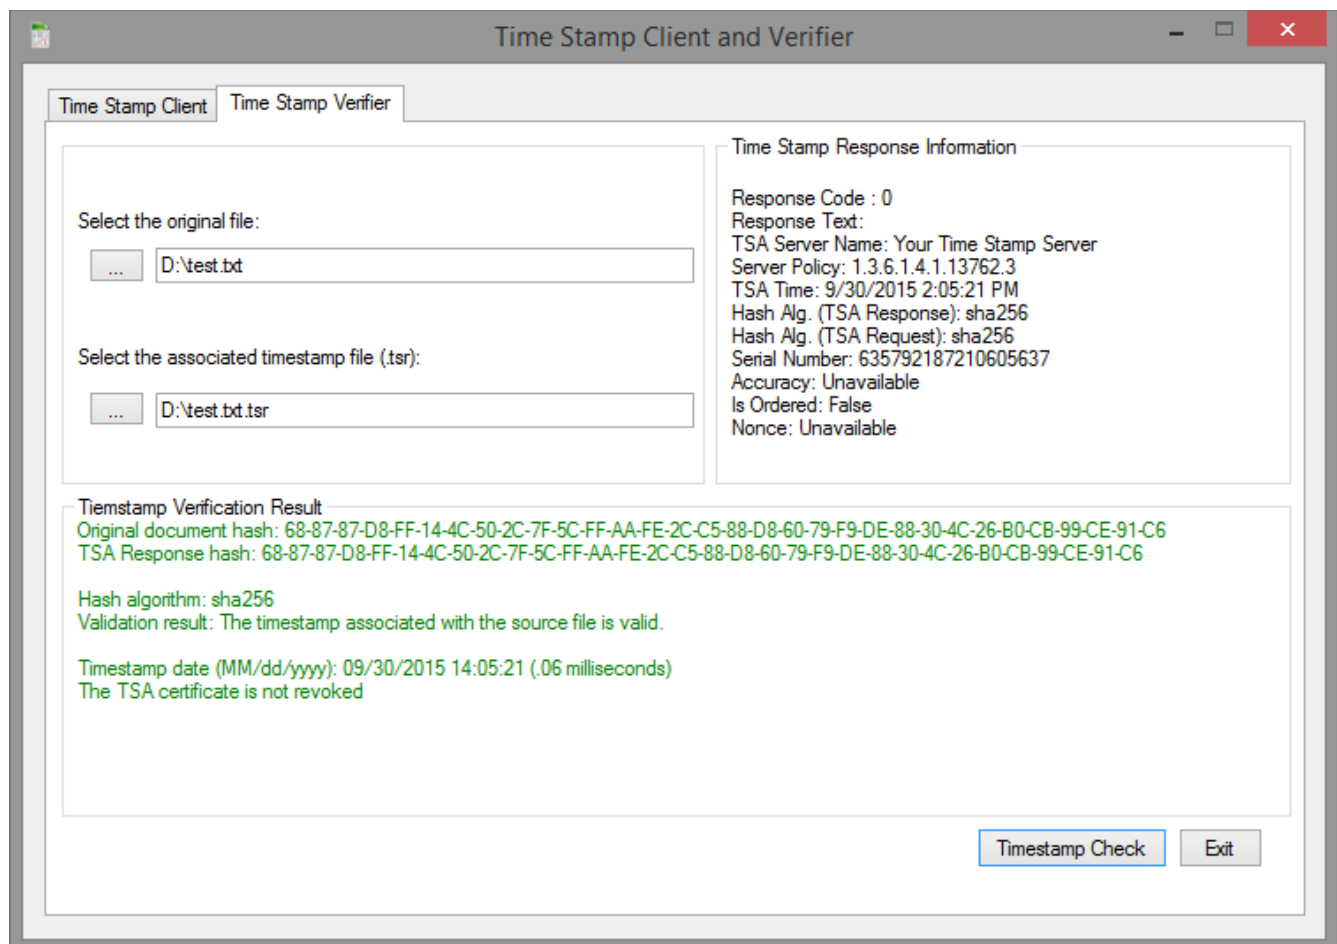 Time Stamp Client and Verifier
Time Stamp Client
Time Stamp Verifier
Select the original file:
... D:\test.txt
Select the associated timestamp file (.tsr):
... D:\test.txt.tsr
Time Stamp Response Information
Response Code : 0
Response Text:
TSA Server Name: Your Time Stamp Server
Server Policy: 1.3.6.1.4.1.13762.3
TSA Time: 9/30/2015 2:05:21 PM
Hash Alg. (TSA Response): sha256
Hash Alg. (TSA Request): sha256
Serial Number: 635792187210605637
Accuracy: Unavailable
Is Ordered: False
Nonce: Unavailable
Tiemstamp Verification Result
Original document hash: 68-87-87-D8-FF-14-4C-50-2C-7F-5C-FF-AA-FE-2C-C5-88-D8-60-79-F9-DE-88-30-4C-26-B0-CB-99-CE-91-C6
TSA Response hash: 68-87-87-D8-FF-14-4C-50-2C-7F-5C-FF-AA-FE-2C-C5-88-D8-60-79-F9-DE-88-30-4C-26-B0-CB-99-CE-91-C6
Hash algorithm: sha256
Validation result: The timestamp associated with the source file is valid.
Timestamp date (MM/dd/yyyy): 09/30/2015 14:05:21 (.06 milliseconds)
The TSA certificate is not revoked
Timestamp Check
Exit